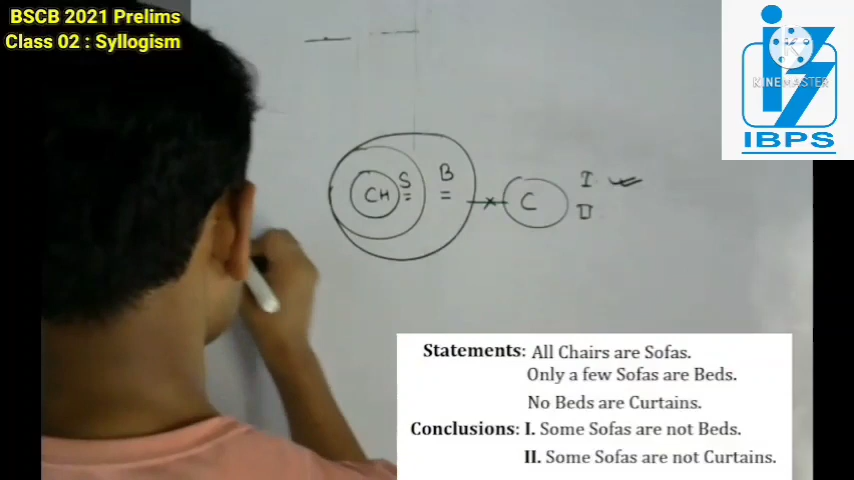 BSCB 2021 Prelims
Class 02 : Syllogism
KINEMASTER
IBPS
CH S B
C
I
II
Statements: All Chairs are Sofas.
Only a few Sofas are Beds.
No Beds are Curtains.
Conclusions: I. Some Sofas are not Beds.
II. Some Sofas are not Curtains.